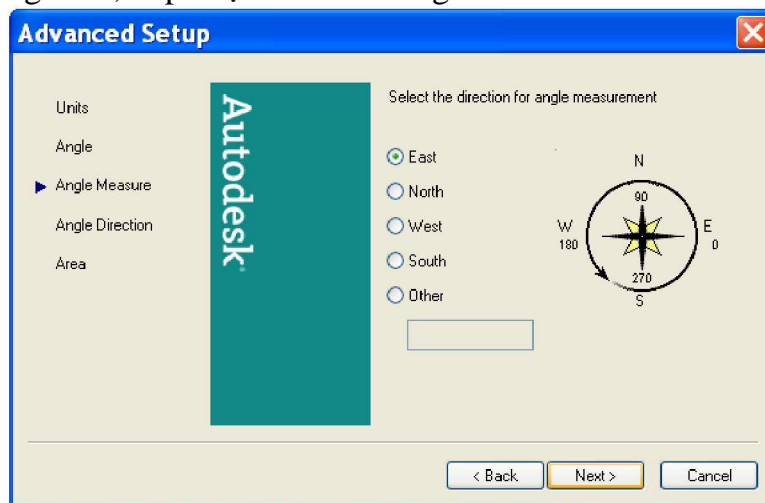 Advanced Setup
Units
Angle
Angle Measure
Angle Direction
Area
Autodesk
Select the direction for angle measurement
East
North
West
South
Other
N
90
W
180
E
0
270
S
< Back
Next >
Cancel